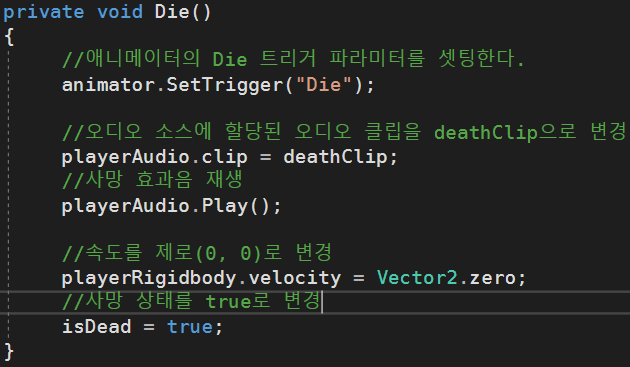 private void Die()
{
//애니메이터의 Die 트리거 파라미터를 셋팅한다.
animator.SetTrigger("Die");
//오디오 소스에 할당된 오디오 클립을 deathClip으로 변경
playerAudio.clip = deathClip;
//사망 효과음 재생
playerAudio.Play();
//속도를 제로(0, 0)로 변경
playerRigidbody.velocity = Vector2.zero;
//사망 상태를 true로 변경
isDead = true;
}